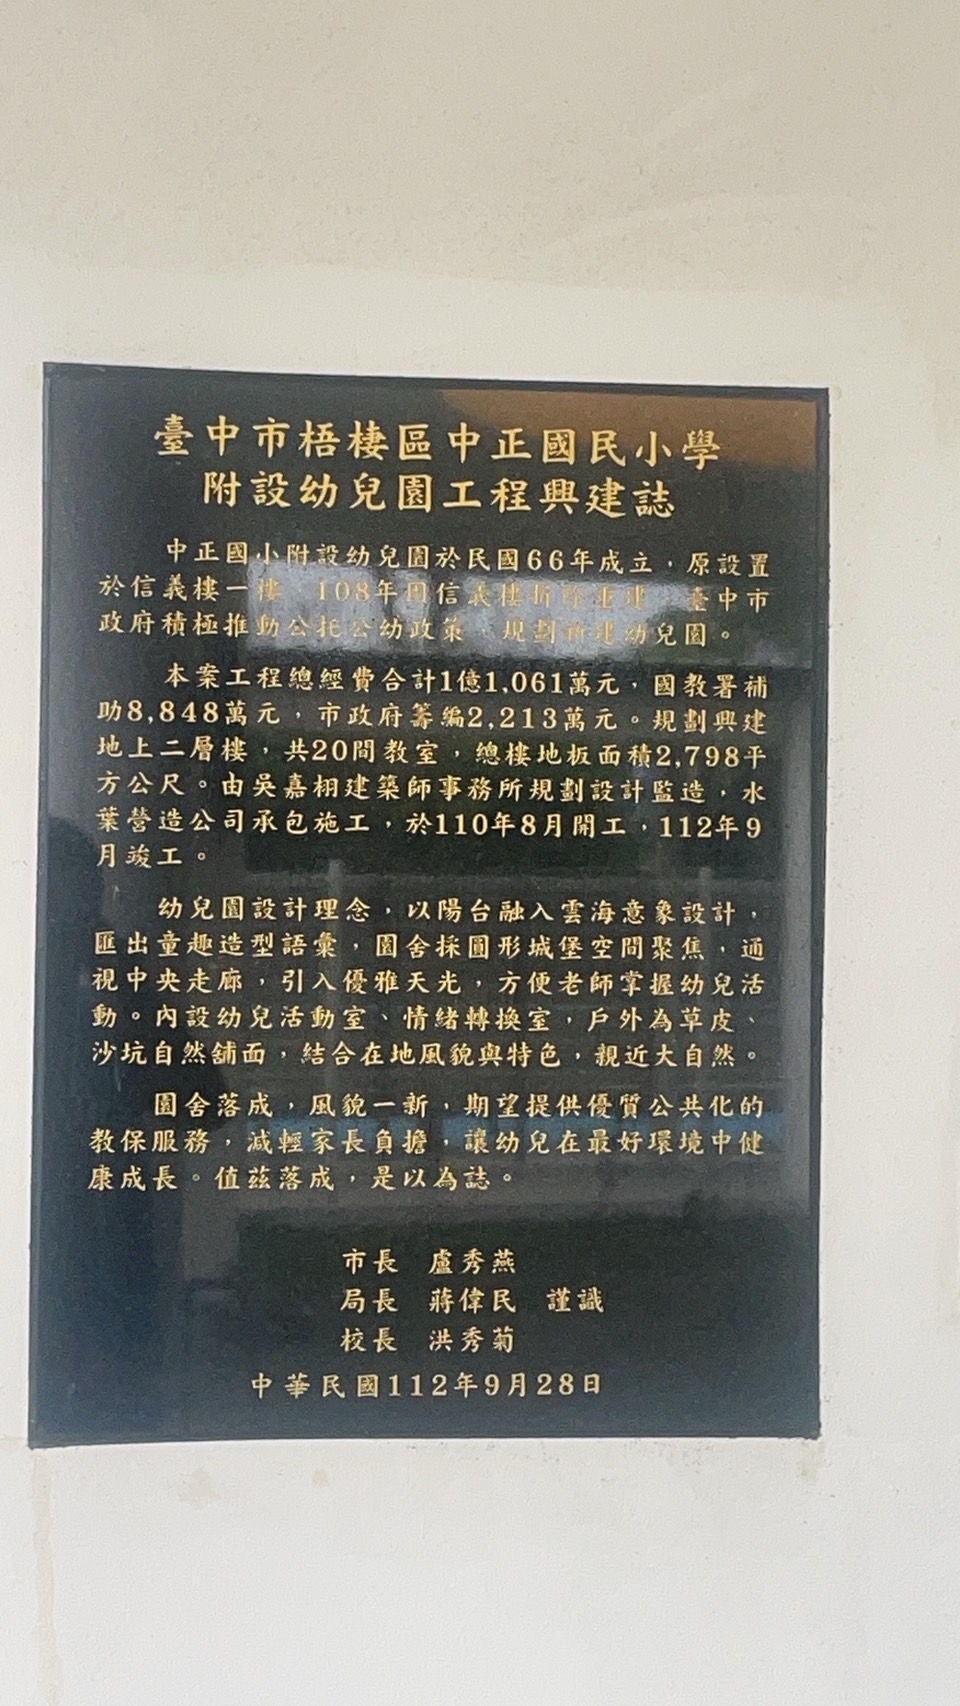 臺中市梧棲區中正國民小學
附設幼兒園工程興建誌
中正國小附設幼兒園於民國66年成立，原設置
於信義樓一樓，108年因信義樓拆除重建，臺中市
政府積極推動公托公幼政策，規劃新建幼兒園。
本案工程總經費合計1億1,061萬元，國教署補
助8,848萬元，市政府籌編2,213萬元。規劃興建
地上二層樓，共20間教室，總樓地板面積2,798平
方公尺。由吳嘉栩建築師事務所規劃設計監造，水
葉營造公司承包施工，於110年8月開工，112年9
月竣工。
幼兒園設計理念，以陽台融入雲海意象設計，
匯出童趣造型語彙，園舍採圓形城堡空間聚焦，通
視中央走廊，引入優雅天光，方便老師掌握幼兒活
動。內設幼兒活動室、情緒轉換室，戶外為草皮、
沙坑自然舖面，結合在地風貌與特色，親近大自然。
園舍落成，風貌一新，期望提供優質公共化的
教保服務，減輕家長負擔，讓幼兒在最好環境中健
康成長。值茲落成，是以為誌。
市長 盧秀燕
局長 蔣偉民 謹識
校長 洪秀菊
中華民國112年9月28日